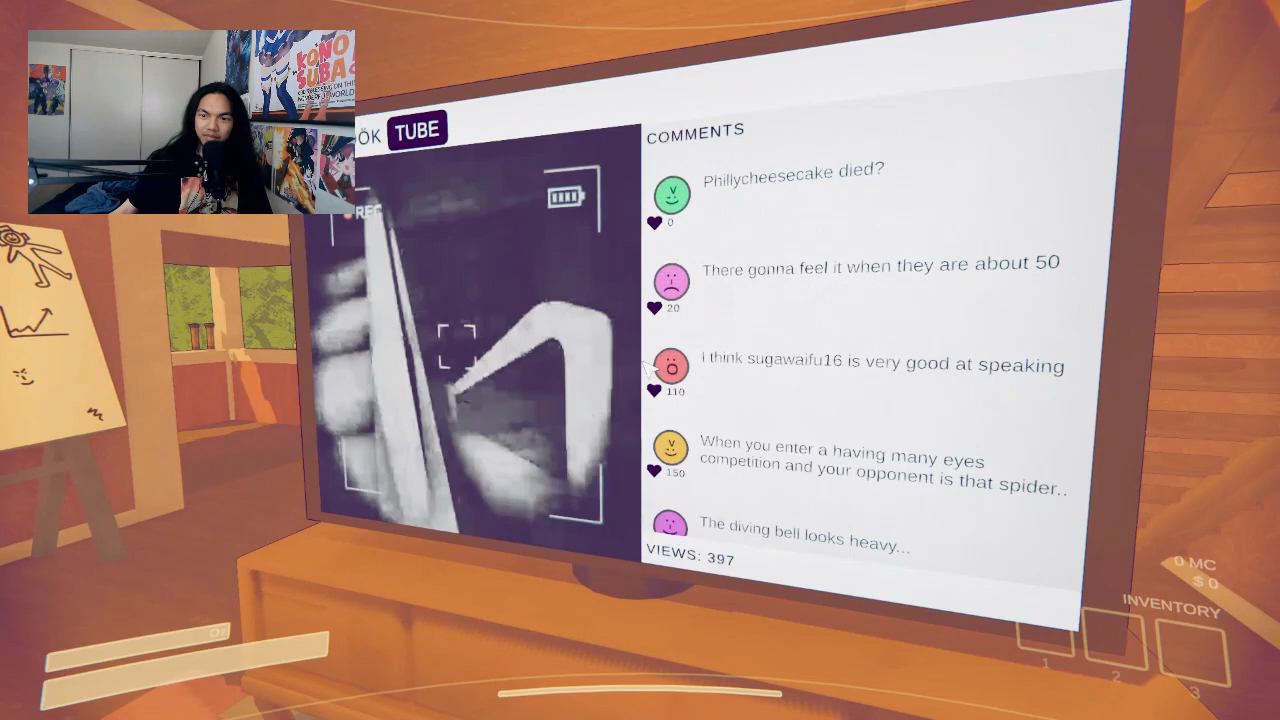 KONO
SUBA
ÖK TUBE
REC
COMMENTS
Phillycheesecake died?
0
There gonna feel it when they are about 50
20
I think sugawaifu16 is very good at speaking
110
When you enter a having many eyes
competition and your opponent is that spider..
150
The diving bell looks heavy...
VIEWS: 397
0 MC
$ 0
INVENTORY
1
2
3
O₂